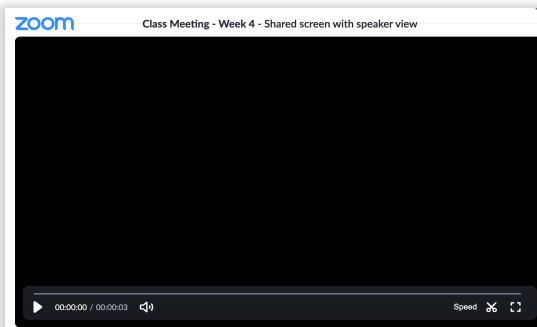 zoom
Class Meeting - Week 4 - Shared screen with speaker view
00:00:00 / 00:00:03
Speed